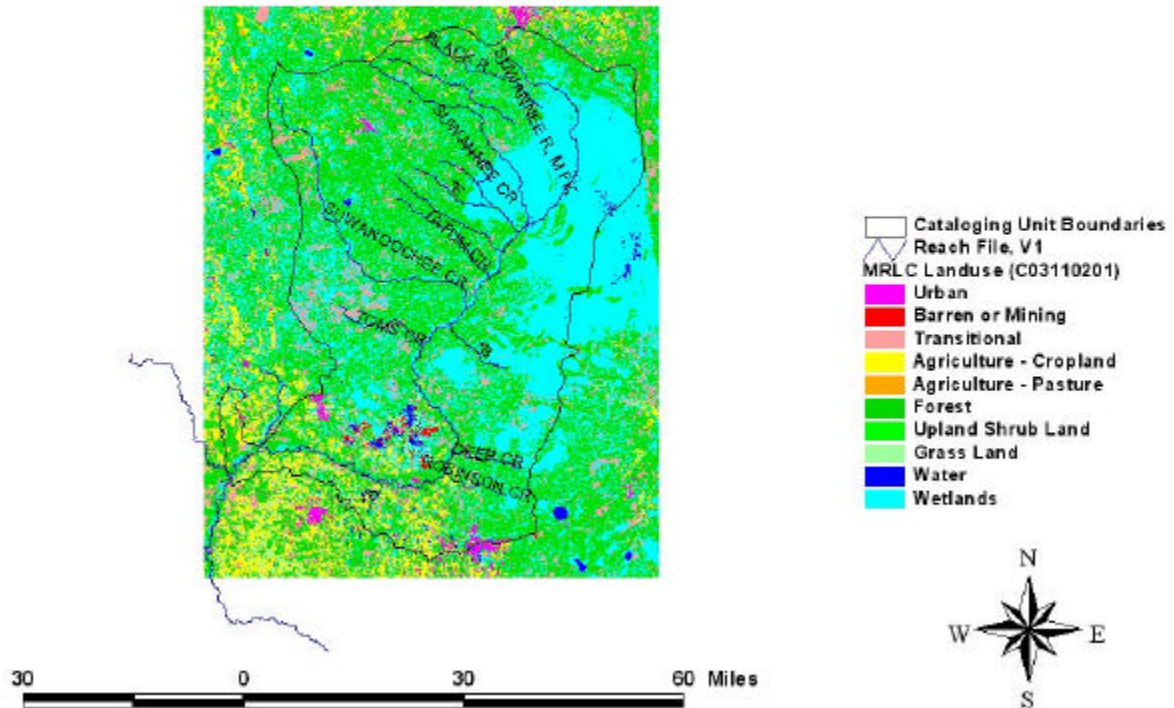 BLACK R.
SUWANNEE R, M FK
SUWANNEE CR
TATUM CR
SUWANOOCHEE CR
TOMS CR
DEEP CR
ROBINSON CR
Cataloging Unit Boundaries
Reach File, V1
MRLC Landuse (C03110201)
Urban
Barren or Mining
Transitional
Agriculture - Cropland
Agriculture - Pasture
Forest
Upland Shrub Land
Grass Land
Water
Wetlands
N
W E
S
30 0 30 60 Miles